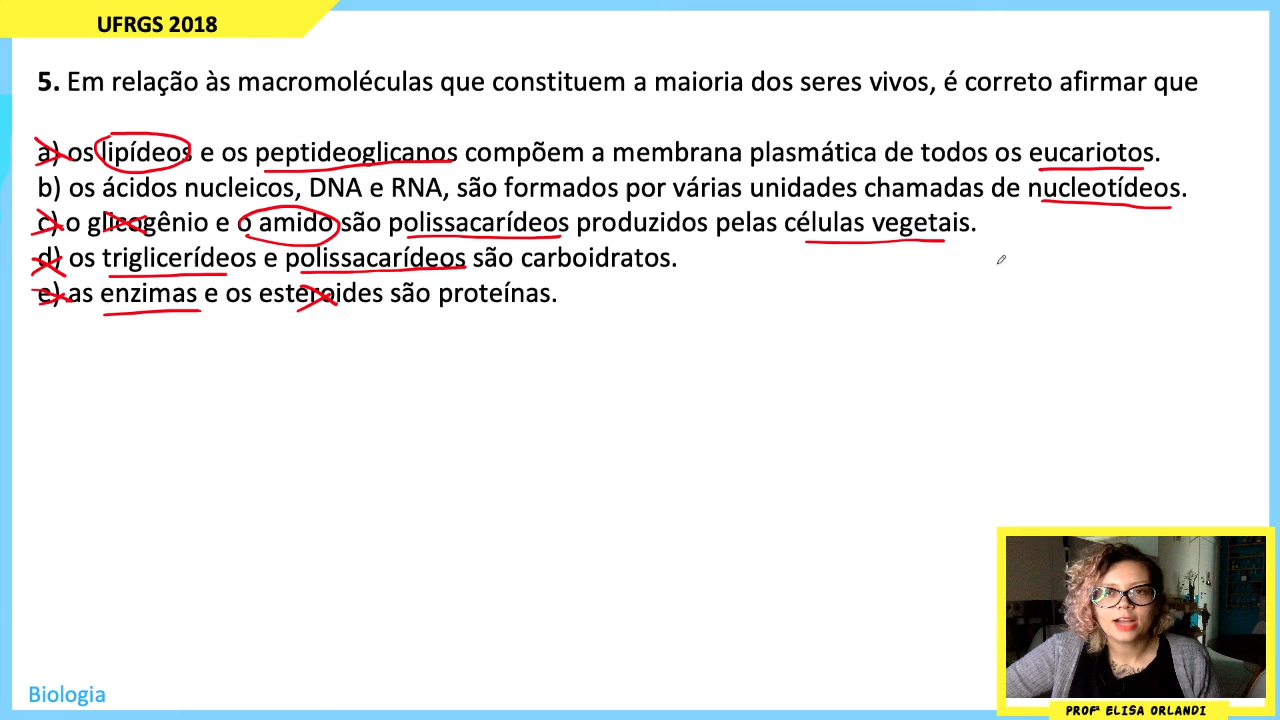 UFRGS 2018
5. Em relação às macromoléculas que constituem a maioria dos seres vivos, é correto afirmar que
a) os lipídeos e os peptideoglicanos compõem a membrana plasmática de todos os eucariotos.
b) os ácidos nucleicos, DNA e RNA, são formados por várias unidades chamadas de nucleotídeos.
c) o glicogênio e o amido são polissacarídeos produzidos pelas células vegetais.
d) os triglicerídeos e polissacarídeos são carboidratos.
e) as enzimas e os esteroides são proteínas.
Biologia
PROFª ELISA ORLANDI